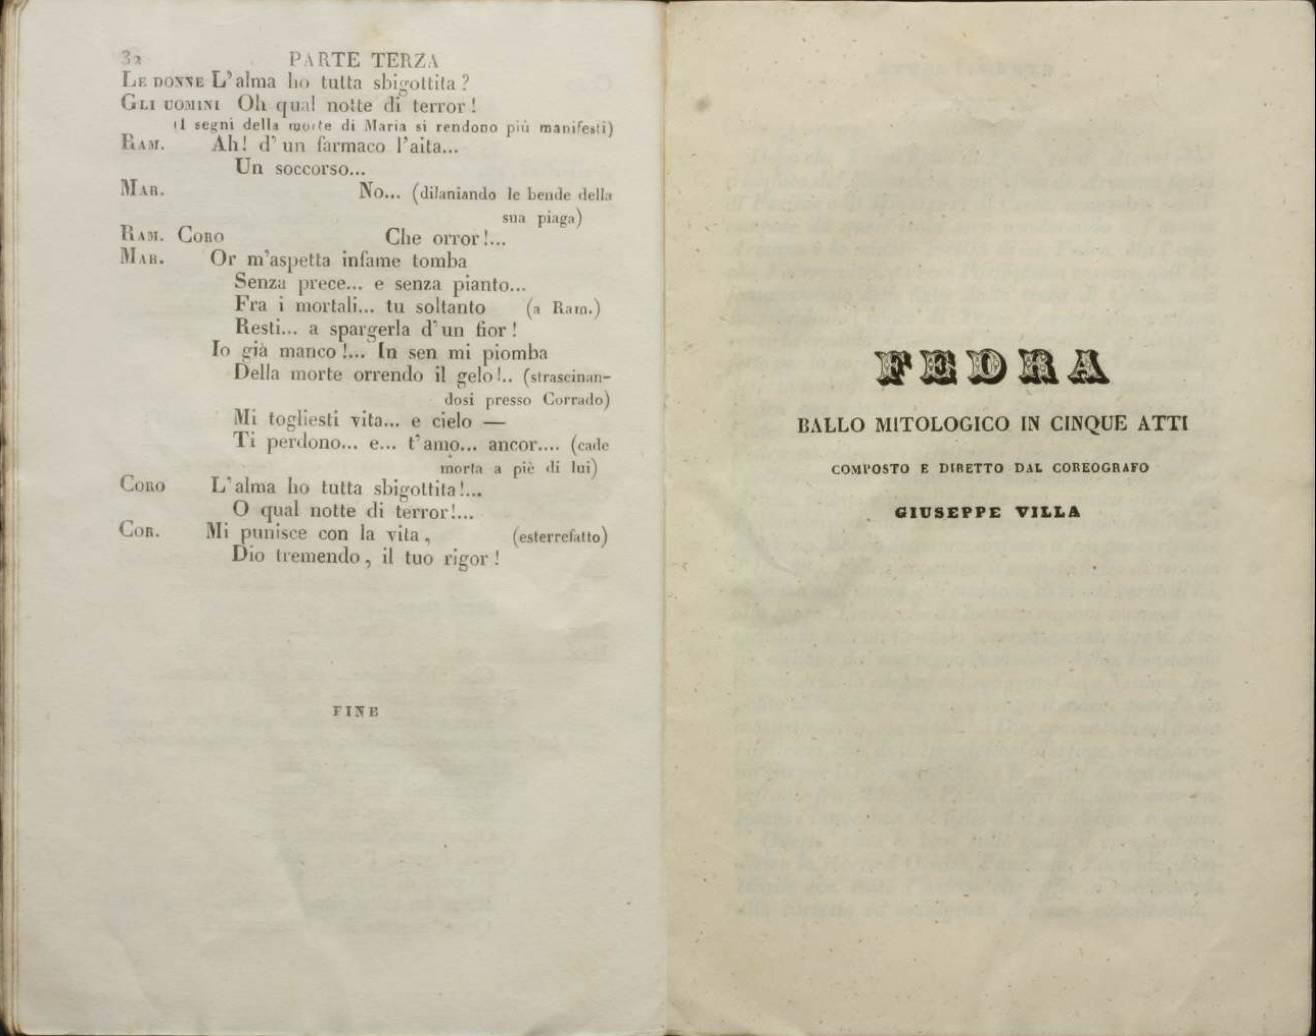 32 PARTE TERZA
LE DONNE L'alma ho tutta sbigottita?
GLI UOMINI Oh qual notte di terror!
(I segni della morte di Maria si rendono più manifesti)
RAM. Ah! d'un farmaco l'aita...
Un soccorso...
MAR. No... (dilaniando le bende della
sua piaga)
RAM. CORO Che orror!...
MAR. Or m'aspetta infame tomba
Senza prece... e senza pianto...
Fra i mortali... tu soltanto (a Ram.)
Resti... a spargerla d'un fior!
Io già manco!... In sen mi piomba
Della morte orrendo il gelo!.. (strascinan-
dosi presso Corrado)
Mi togliesti vita... e cielo —
Ti perdono... e... t'amo... ancor.... (cade
morta a piè di lui)
CORO L'alma ho tutta sbigottita!...
O qual notte di terror!...
COR. Mi punisce con la vita, (esterrefatto)
Dio tremendo, il tuo rigor!
FINE
FEDRA
BALLO MITOLOGICO IN CINQUE ATTI
COMPOSTO E DIRETTO DAL COREOGRAFO
GIUSEPPE VILLA